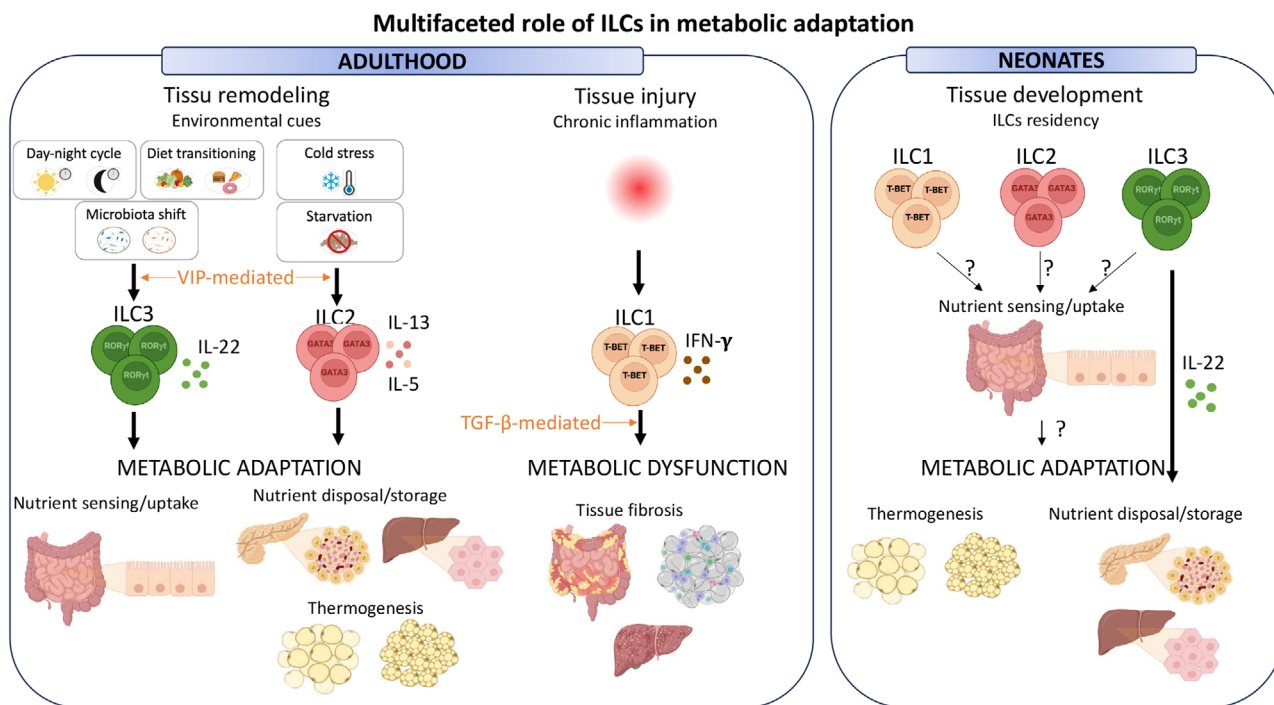 Multifaceted role of ILCs in metabolic adaptation
ADULTHOOD
Tissu remodeling
Environmental cues
Day-night cycle
Diet transitioning
Microbiota shift
Cold stress
Starvation
VIP-mediated
ILC3
RORγt
RORγt
RORγt
IL-22
ILC2
GATA3
GATA3
GATA3
IL-13
IL-5
Tissue injury
Chronic inflammation
ILC1
T-BET
T-BET
T-BET
IFN-γ
TGF-β-mediated
METABOLIC ADAPTATION
Nutrient sensing/uptake
Nutrient disposal/storage
Thermogenesis
METABOLIC DYSFUNCTION
Tissue fibrosis
NEONATES
Tissue development
ILCs residency
ILC1
T-BET
T-BET
T-BET
ILC2
GATA3
GATA3
GATA3
ILC3
RORγt
RORγt
RORγt
?
?
?
Nutrient sensing/uptake
IL-22
?
METABOLIC ADAPTATION
Thermogenesis
Nutrient disposal/storage